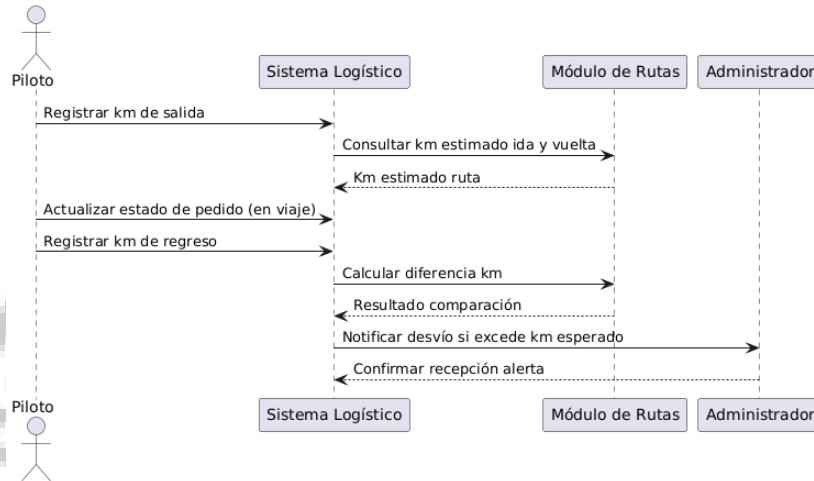 Piloto
Sistema Logístico
Módulo de Rutas
Administrador
Registrar km de salida
Consultar km estimado ida y vuelta
Km estimado ruta
Actualizar estado de pedido (en viaje)
Registrar km de regreso
Calcular diferencia km
Resultado comparación
Notificar desvío si excede km esperado
Confirmar recepción alerta
Piloto
Sistema Logístico
Módulo de Rutas
Administrador